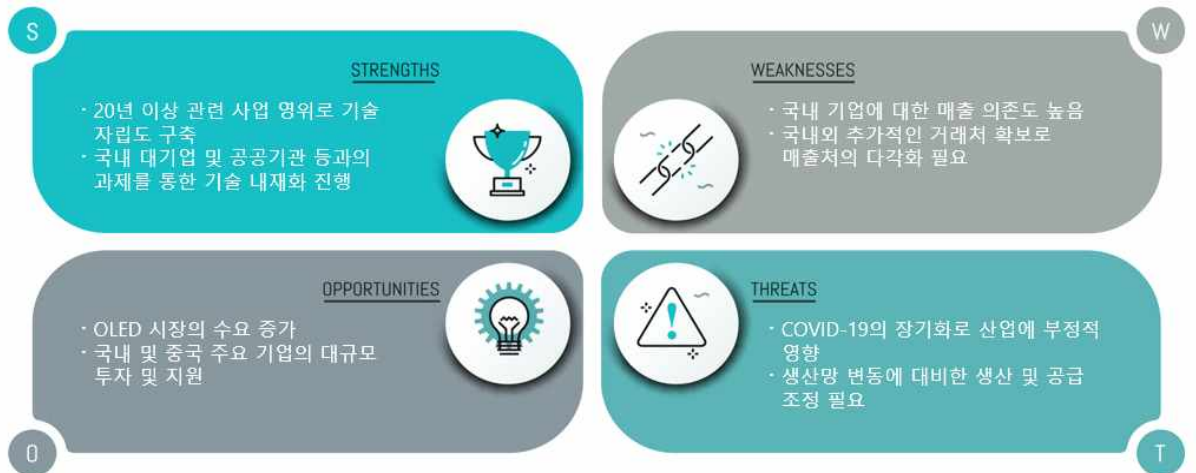 S
STRENGTHS
· 20년 이상 관련 사업 영위로 기술
자립도 구축
· 국내 대기업 및 공공기관 등과의
과제를 통한 기술 내재화 진행
W
WEAKNESSES
· 국내 기업에 대한 매출 의존도 높음
· 국내외 추가적인 거래처 확보로
매출처의 다각화 필요
OPPORTUNITIES
· OLED 시장의 수요 증가
· 국내 및 중국 주요 기업의 대규모
투자 및 지원
O
THREATS
· COVID-19의 장기화로 산업에 부정적
영향
· 생산망 변동에 대비한 생산 및 공급
조정 필요
T